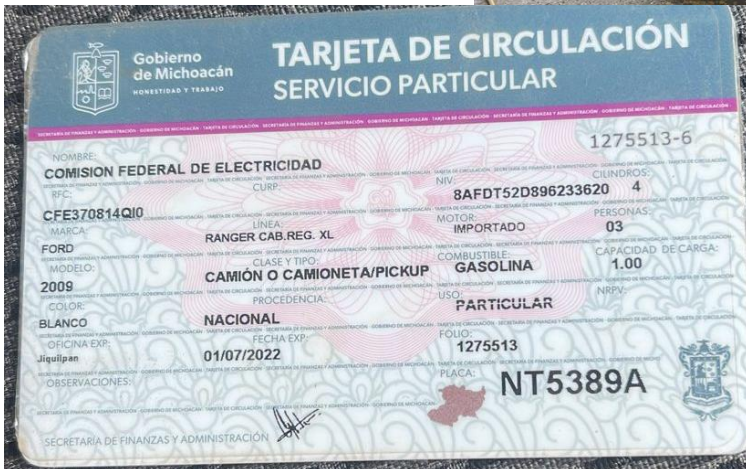 Gobierno
de Michoacán
HONESTIDAD Y TRABAJO
TARJETA DE CIRCULACIÓN
SERVICIO PARTICULAR
1275513-6
NOMBRE:
COMISION FEDERAL DE ELECTRICIDAD
RFC: CURP: NIV: CILINDROS:
CFE370814QI0 8AFDT52D896233620 4
MARCA: LÍNEA: MOTOR: PERSONAS:
FORD RANGER CAB.REG. XL IMPORTADO 03
MODELO: CLASE Y TIPO: COMBUSTIBLE: CAPACIDAD DE CARGA:
2009 CAMIÓN O CAMIONETA/PICKUP GASOLINA 1.00
COLOR: PROCEDENCIA: USO: NRPV:
BLANCO NACIONAL PARTICULAR
OFICINA EXP: FECHA EXP: FOLIO:
Jiquilpan 01/07/2022 1275513
OBSERVACIONES: PLACA: NT5389A
SECRETARÍA DE FINANZAS Y ADMINISTRACIÓN